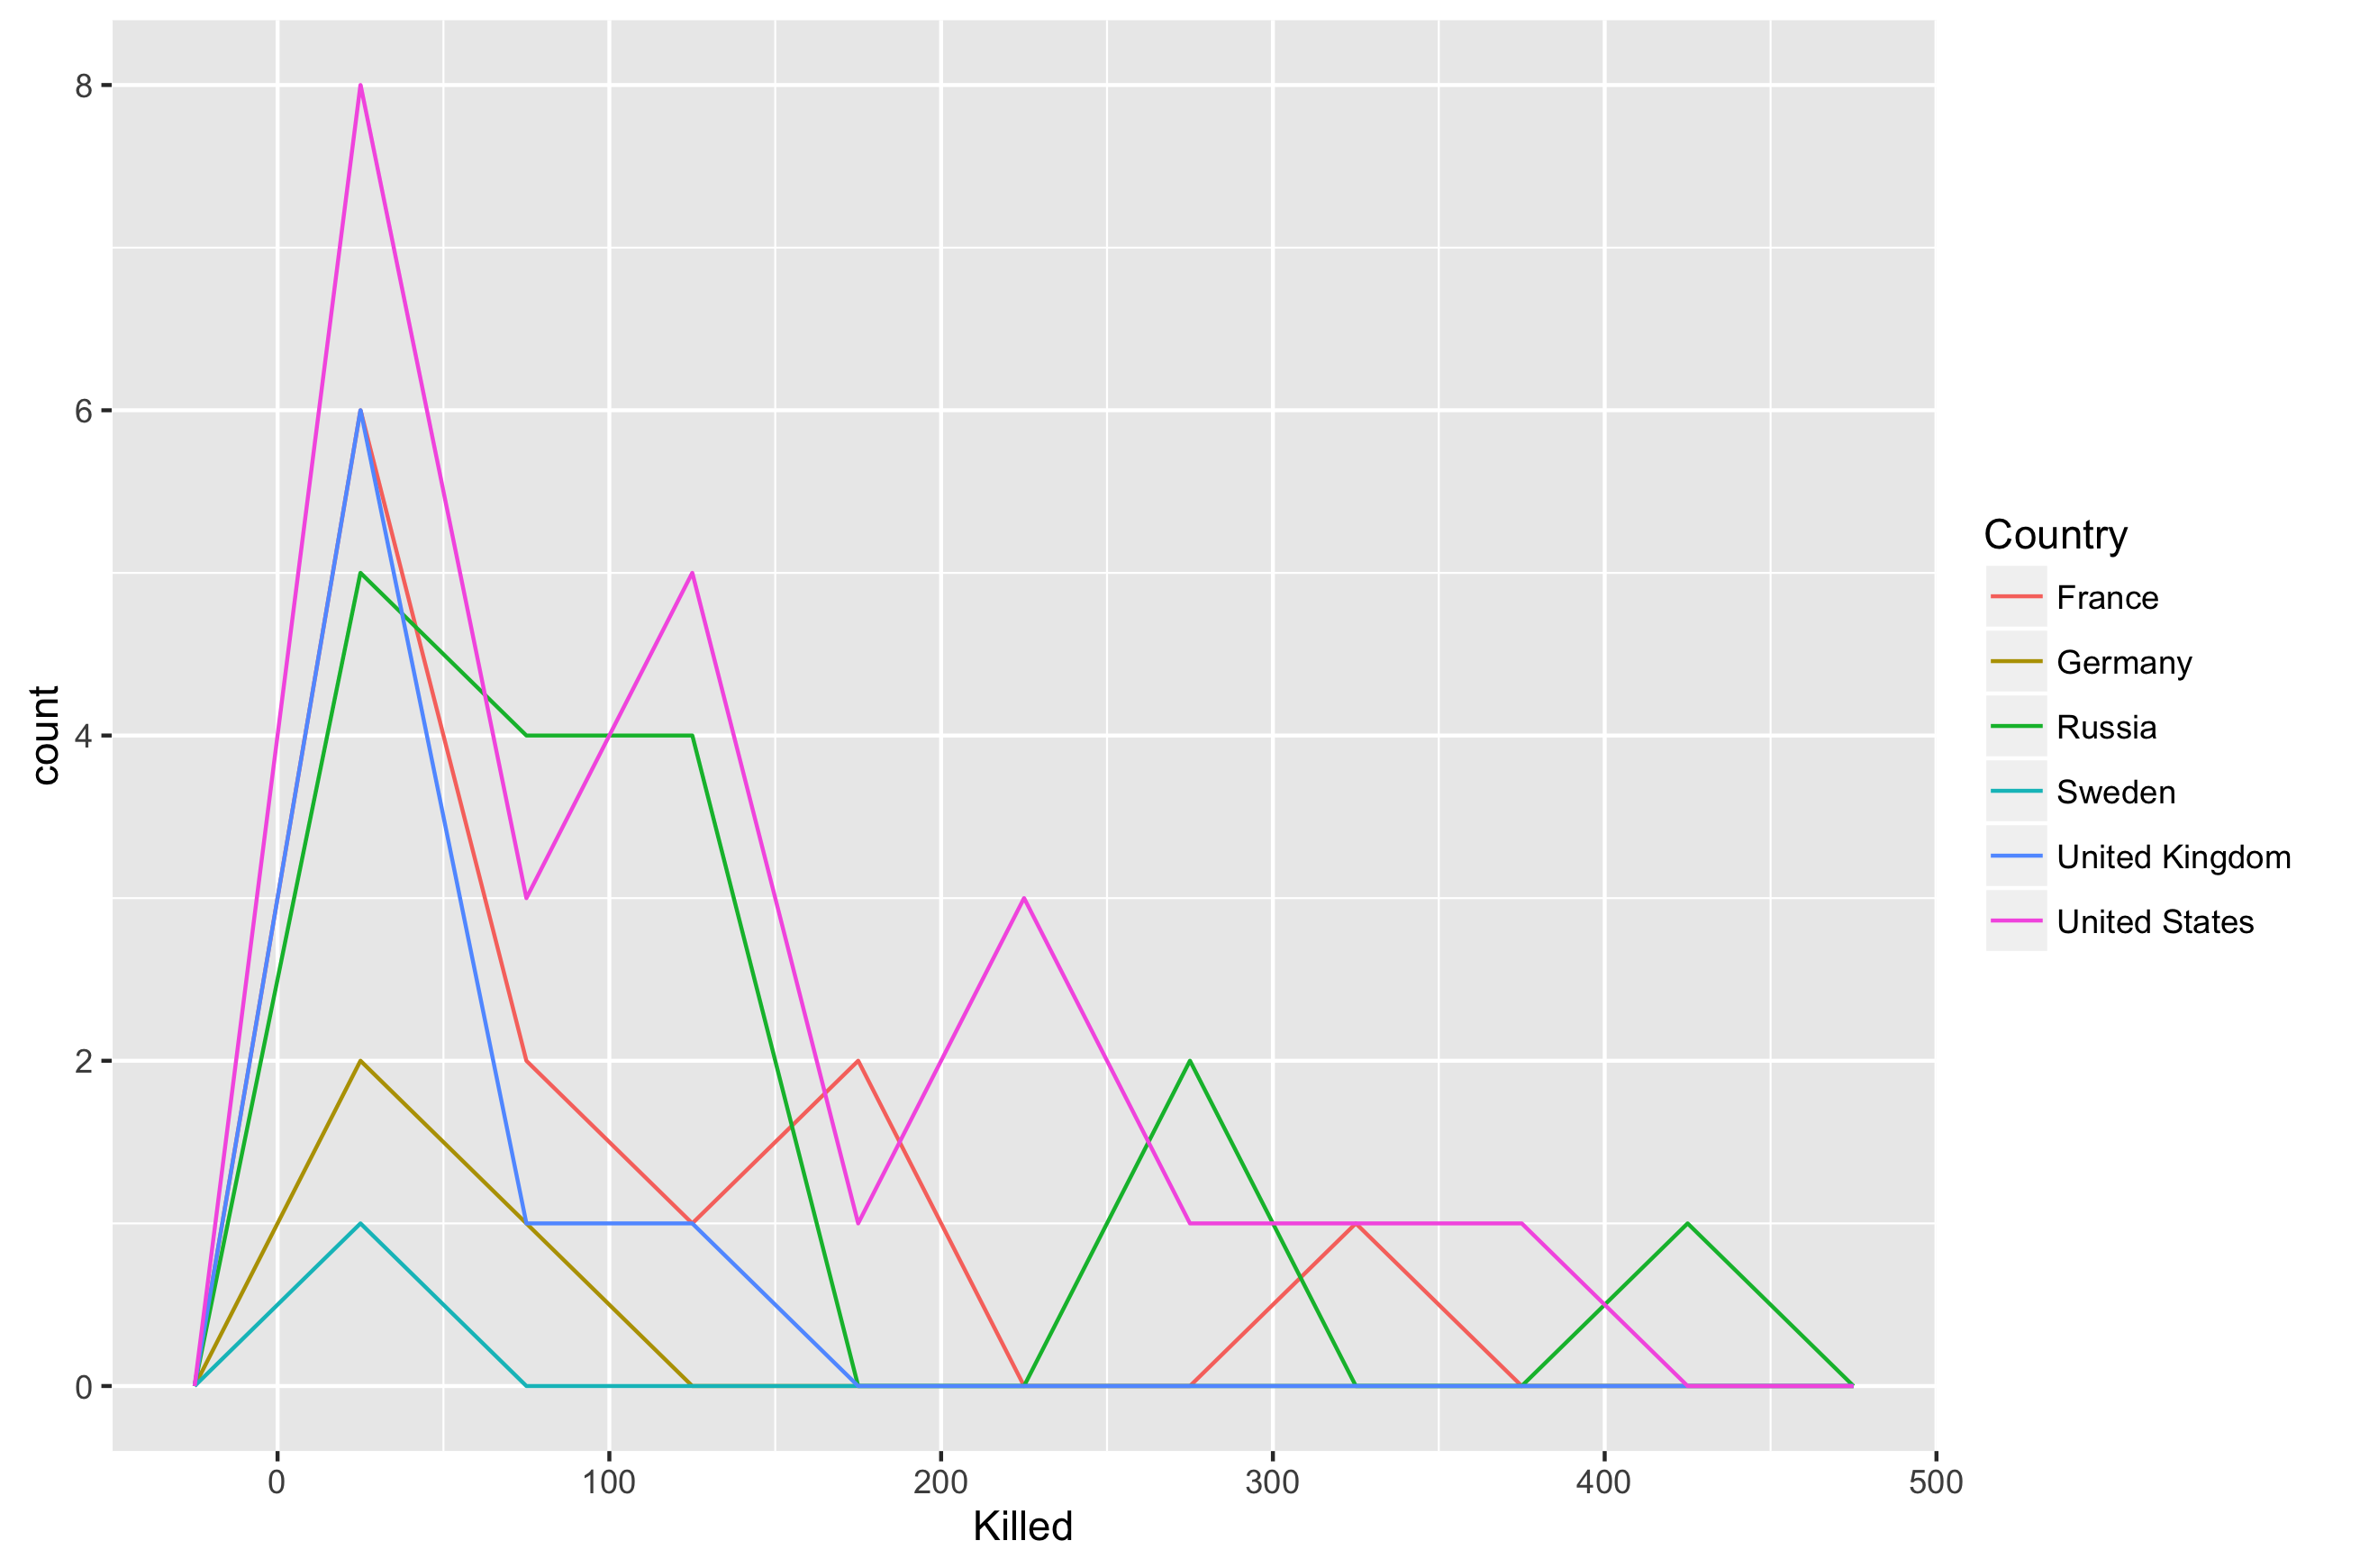 8
6
4
2
0
count
0 100 200 300 400 500
Killed
Country
France
Germany
Russia
Sweden
United Kingdom
United States